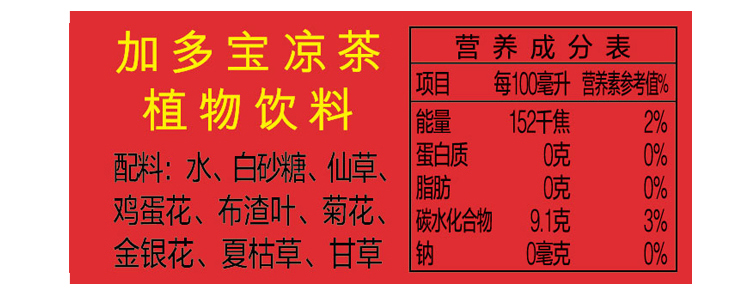 加多宝凉茶
植物饮料
配料：水、白砂糖、仙草、
鸡蛋花、布渣叶、菊花、
金银花、夏枯草、甘草
营养成分表
项目 每100毫升 营养素参考值%
能量 152千焦 2%
蛋白质 0克 0%
脂肪 0克 0%
碳水化合物 9.1克 3%
钠 0毫克 0%